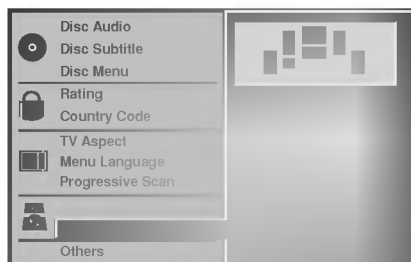 Disc Audio
Disc Subtitle
Disc Menu
Rating
Country Code
TV Aspect
Menu Language
Progressive Scan
Others